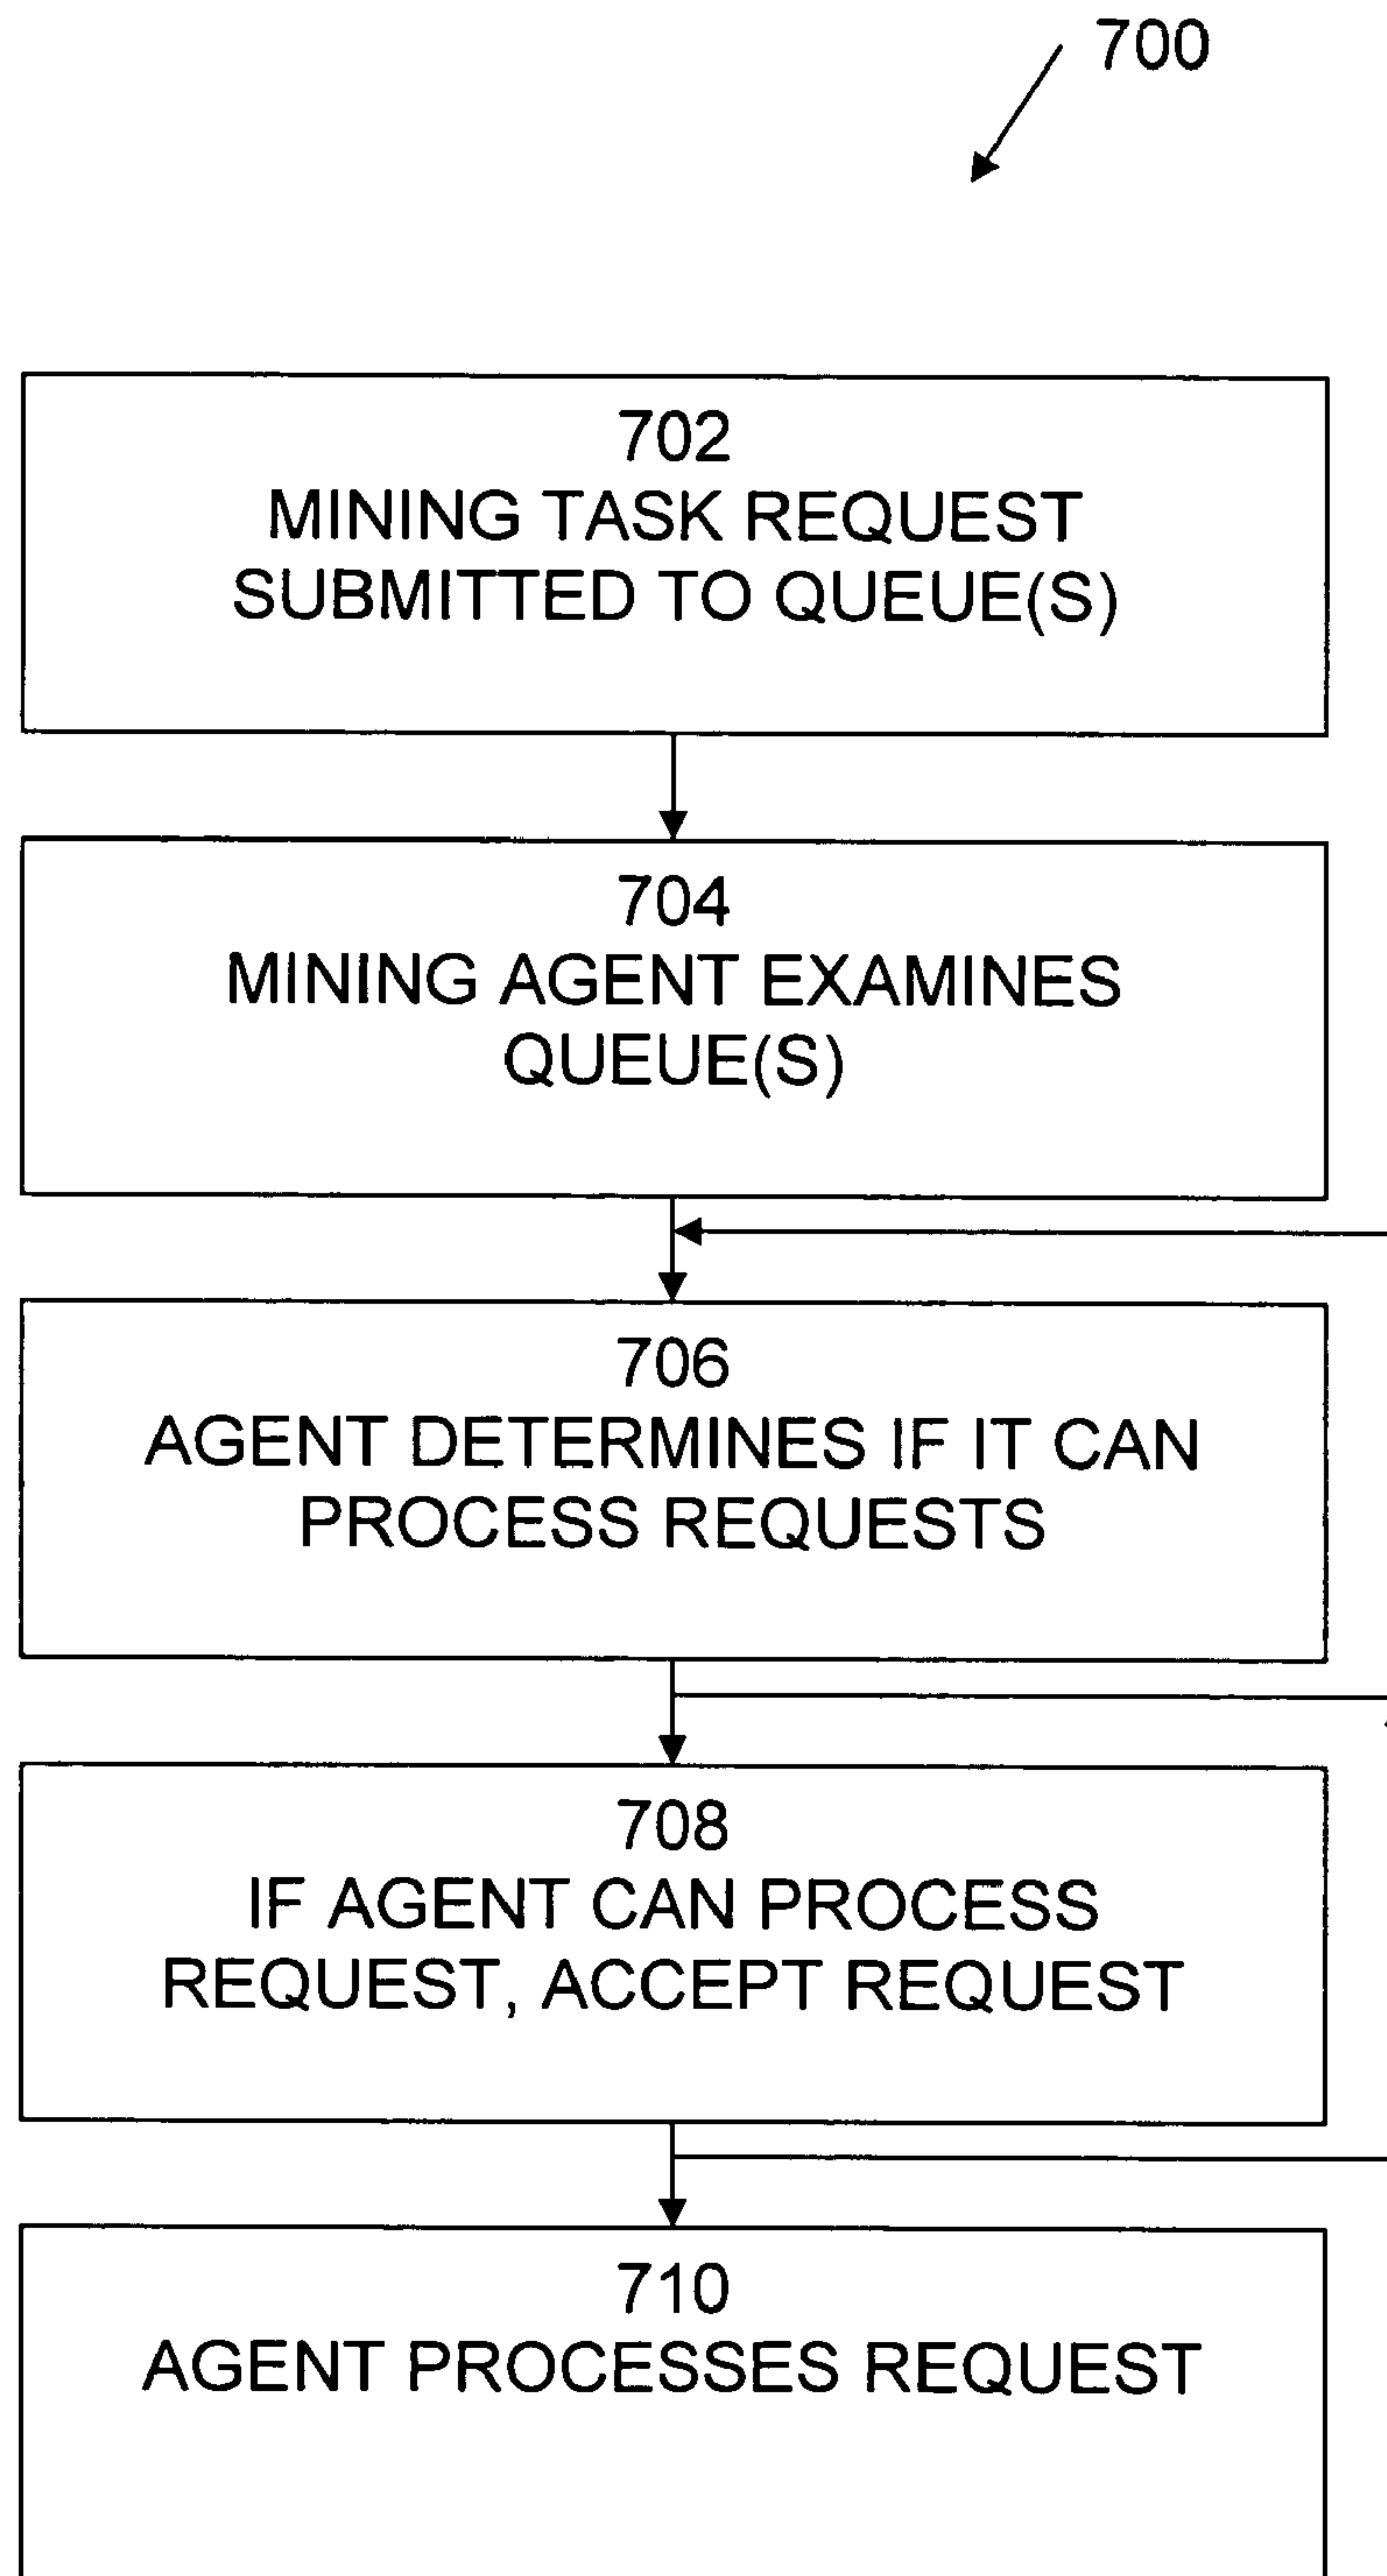 700
702
MINING TASK REQUEST
SUBMITTED TO QUEUE(S)
704
MINING AGENT EXAMINES
QUEUE(S)
706
AGENT DETERMINES IF IT CAN
PROCESS REQUESTS
708
IF AGENT CAN PROCESS
REQUEST, ACCEPT REQUEST
710
AGENT PROCESSES REQUEST